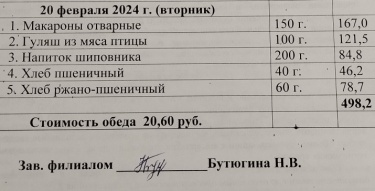 20 февраля 2024 г. (вторник)
1. Макароны отварные 150 г. 167,0
2. Гуляш из мяса птицы 100 г. 121,5
3. Напиток шиповника 200 г. 84,8
4. Хлеб пшеничный 40 г. 46,2
5. Хлеб ржано-пшеничный 60 г. 78,7
498,2
Стоимость обеда 20,60 руб.
Зав. филиалом Бутюгина Н.В.